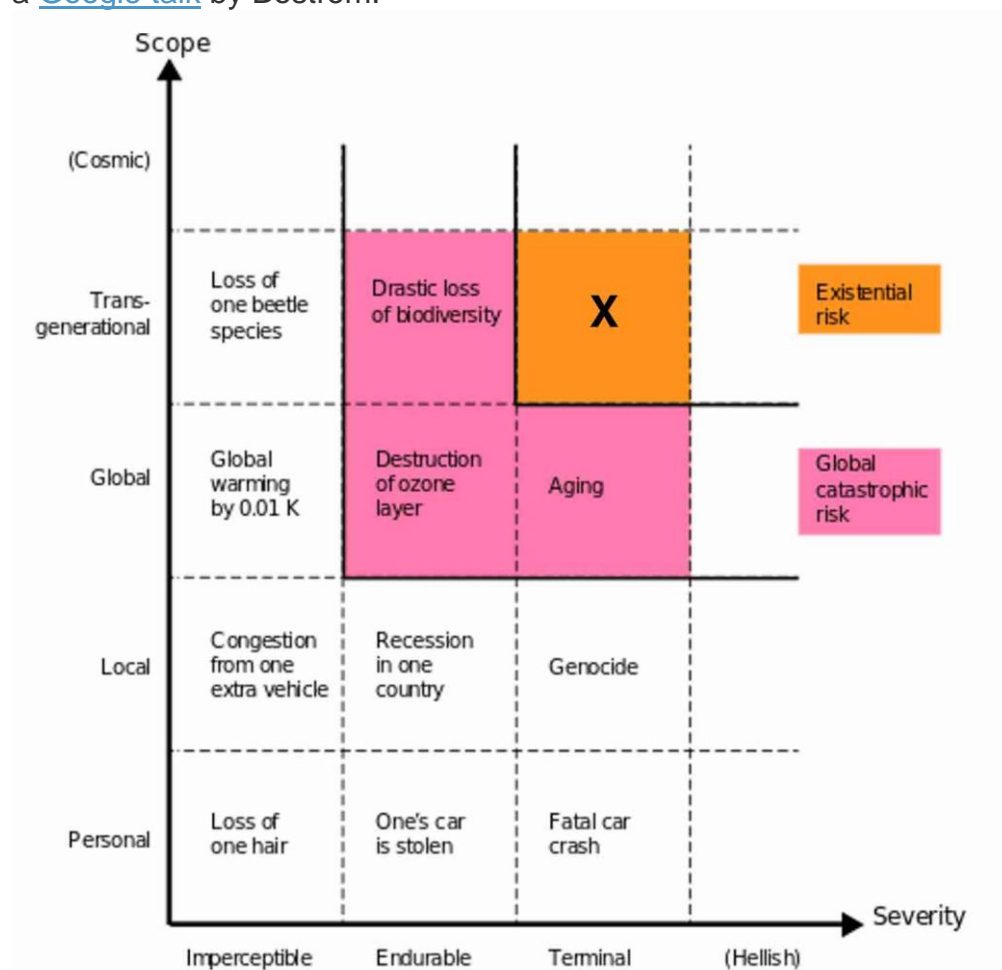 a Google talk by Bostrom.
Scope
(Cosmic)
Trans-
generational
Loss of
one beetle
species
Drastic loss
of biodiversity
X
Existential
risk
Global
Global
warming
by 0.01 K
Destruction
of ozone
layer
Aging
Global
catastrophic
risk
Local
Congestion
from one
extra vehicle
Recession
in one
country
Genocide
Personal
Loss of
one hair
One's car
is stolen
Fatal car
crash
Severity
Imperceptible
Endurable
Terminal
(Hellish)